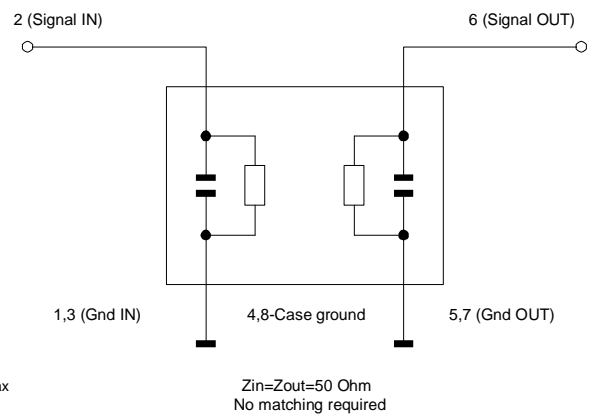 2 (Signal IN)
6 (Signal OUT)
1,3 (Gnd IN)
4,8-Case ground
5,7 (Gnd OUT)
Zin=Zout=50 Ohm
No matching required